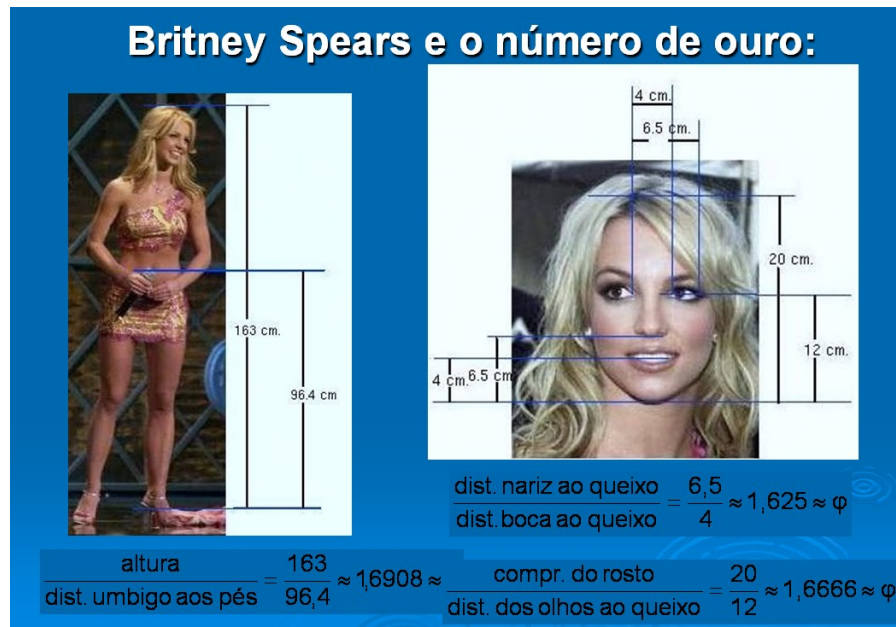 Britney Spears e o número de ouro:
163 cm.
96.4 cm
4 cm.
6.5 cm.
20 cm.
12 cm.
4 cm.
6.5 cm
dist. nariz ao queixo / dist. boca ao queixo = 6,5 / 4 ≈ 1,625 ≈ φ
altura / dist. umbigo aos pés = 163 / 96,4 ≈ 1,6908 ≈
compr. do rosto / dist. dos olhos ao queixo = 20 / 12 ≈ 1,6666 ≈ φ